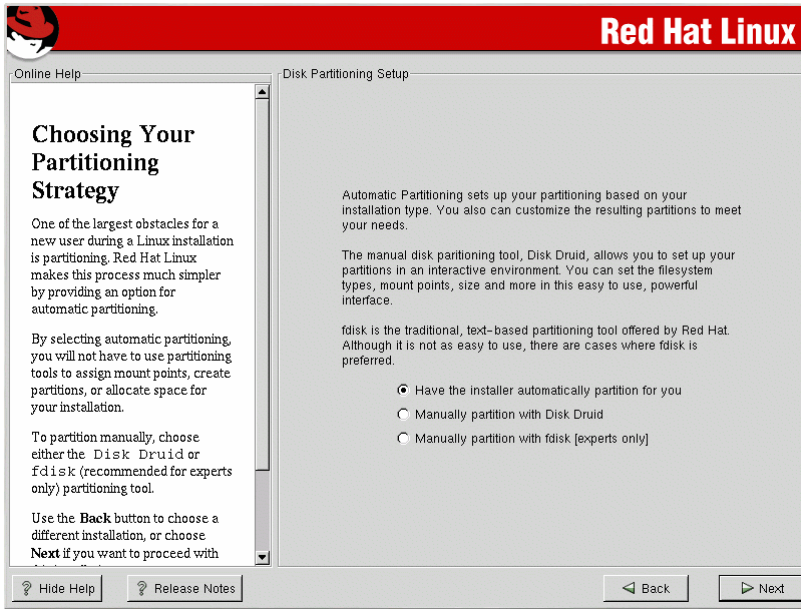 Red Hat Linux
Online Help
Choosing Your
Partitioning
Strategy
One of the largest obstacles for a
new user during a Linux installation
is partitioning. Red Hat Linux
makes this process much simpler
by providing an option for
automatic partitioning.
By selecting automatic partitioning,
you will not have to use partitioning
tools to assign mount points, create
partitions, or allocate space for
your installation.
To partition manually, choose
either the Disk Druid or
fdisk (recommended for experts
only) partitioning tool.
Use the Back button to choose a
different installation, or choose
Next if you want to proceed with
Disk Partitioning Setup
Automatic Partitioning sets up your partitioning based on your
installation type. You also can customize the resulting partitions to meet
your needs.
The manual disk paritioning tool, Disk Druid, allows you to set up your
partitions in an interactive environment. You can set the filesystem
types, mount points, size and more in this easy to use, powerful
interface.
fdisk is the traditional, text-based partitioning tool offered by Red Hat.
Although it is not as easy to use, there are cases where fdisk is
preferred.
Have the installer automatically partition for you
Manually partition with Disk Druid
Manually partition with fdisk [experts only]
Hide Help
Release Notes
Back
Next